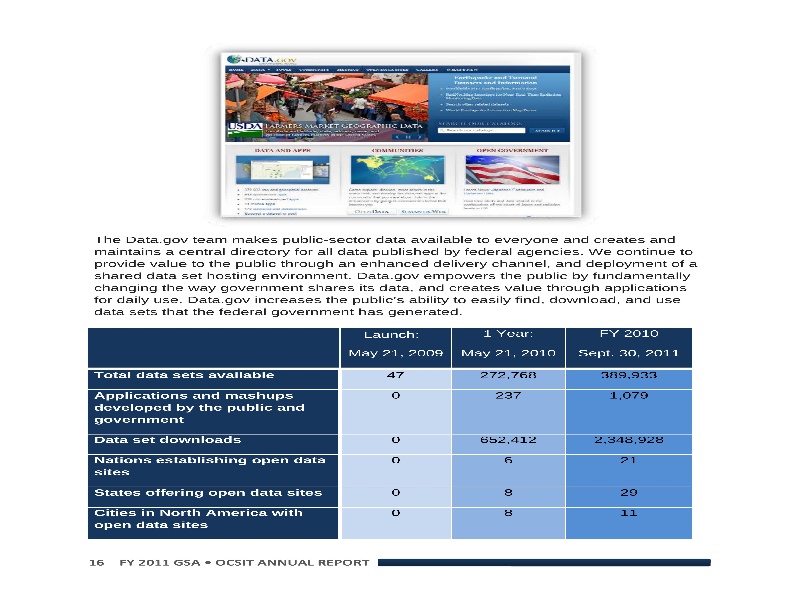 DATA.GOV
Earthquake and Tsunami
USDA FARMERS MARKET GEOGRAPHIC DATA
DATA AND APPS COMMUNITIES OPEN GOVERNMENT
OPENDATA SEMANTICWEB
The Data.gov team makes public-sector data available to everyone and creates and
maintains a central directory for all data published by federal agencies. We continue to
provide value to the public through an enhanced delivery channel, and deployment of a
shared data set hosting environment. Data.gov empowers the public by fundamentally
changing the way government shares its data, and creates value through applications
for daily use. Data.gov increases the public's ability to easily find, download, and use
data sets that the federal government has generated.
Launch: 1 Year: FY 2010
May 21, 2009 May 21, 2010 Sept. 30, 2011
Total data sets available 47 272,768 389,933
Applications and mashups 0 237 1,079
developed by the public and
government
Data set downloads 0 652,412 2,348,928
Nations establishing open data 0 6 21
sites
States offering open data sites 0 8 29
Cities in North America with 0 8 11
open data sites
16 FY 2011 GSA • OCSIT ANNUAL REPORT